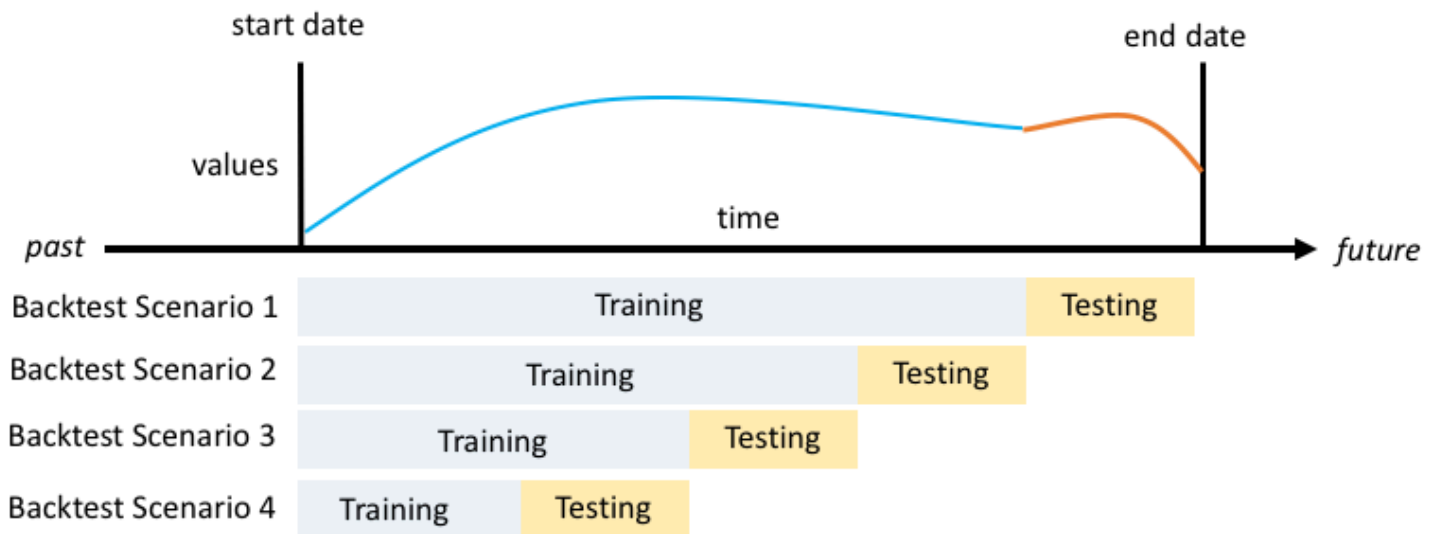 start date
end date
values
time
past
future
Backtest Scenario 1
Training
Testing
Backtest Scenario 2
Training
Testing
Backtest Scenario 3
Training
Testing
Backtest Scenario 4
Training
Testing